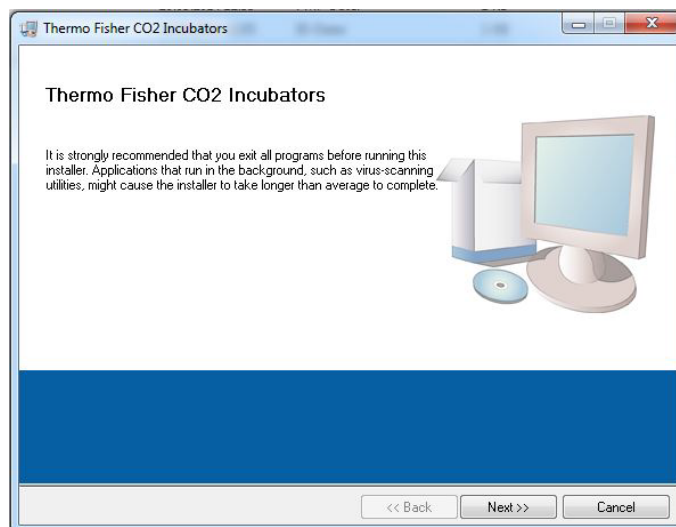 Thermo Fisher CO2 Incubators
Thermo Fisher CO2 Incubators
It is strongly recommended that you exit all programs before running this
installer. Applications that run in the background, such as virus-scanning
utilities, might cause the installer to take longer than average to complete.
<< Back
Next >>
Cancel